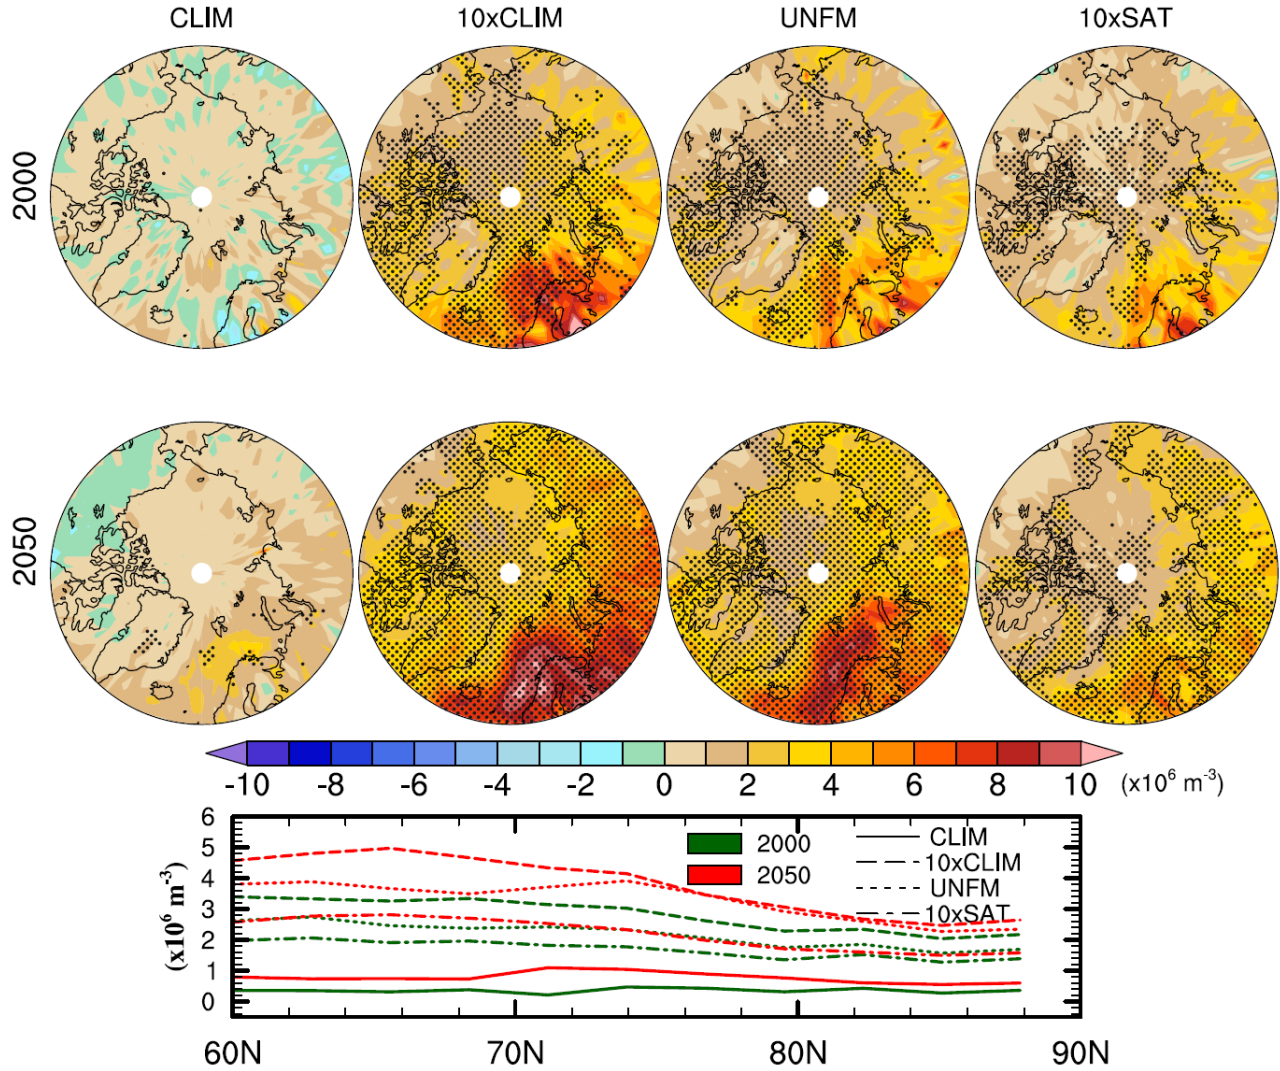 CLIM 10xCLIM UNFM 10xSAT
2000
2050
-10 -8 -6 -4 -2 0 2 4 6 8 10 (x10⁶ m⁻³)
6
5
4
3
2
1
0
(x10⁶ m⁻³)
2000
2050
CLIM
10xCLIM
UNFM
10xSAT
60N 70N 80N 90N